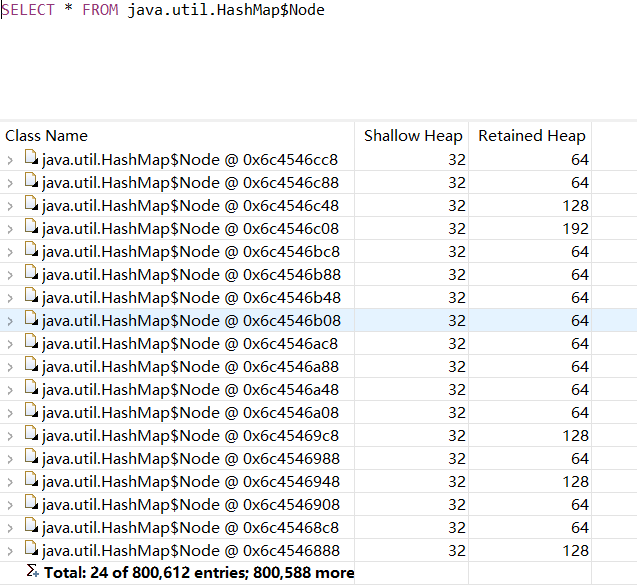 SELECT * FROM java.util.HashMap$Node
Class Name Shallow Heap Retained Heap
java.util.HashMap$Node @ 0x6c4546cc8 32 64
java.util.HashMap$Node @ 0x6c4546c88 32 64
java.util.HashMap$Node @ 0x6c4546c48 32 128
java.util.HashMap$Node @ 0x6c4546c08 32 192
java.util.HashMap$Node @ 0x6c4546bc8 32 64
java.util.HashMap$Node @ 0x6c4546b88 32 64
java.util.HashMap$Node @ 0x6c4546b48 32 64
java.util.HashMap$Node @ 0x6c4546b08 32 64
java.util.HashMap$Node @ 0x6c4546ac8 32 64
java.util.HashMap$Node @ 0x6c4546a88 32 64
java.util.HashMap$Node @ 0x6c4546a48 32 64
java.util.HashMap$Node @ 0x6c4546a08 32 64
java.util.HashMap$Node @ 0x6c45469c8 32 128
java.util.HashMap$Node @ 0x6c4546988 32 64
java.util.HashMap$Node @ 0x6c4546948 32 128
java.util.HashMap$Node @ 0x6c4546908 32 64
java.util.HashMap$Node @ 0x6c45468c8 32 64
java.util.HashMap$Node @ 0x6c4546888 32 128
Total: 24 of 800,612 entries; 800,588 more